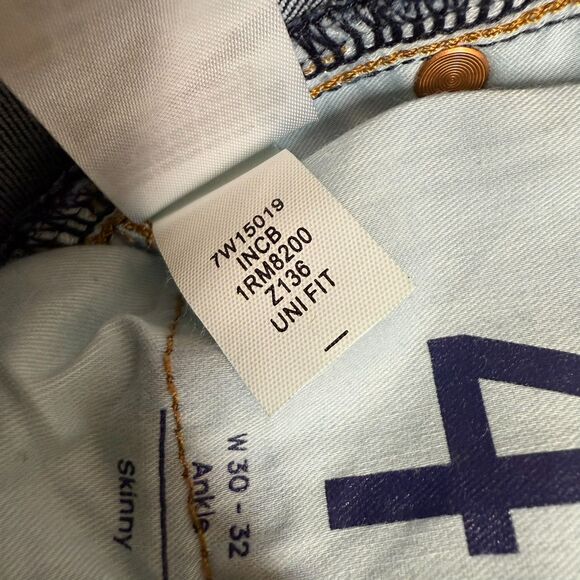 7W15019
INCB
1RM8200
Z136
UNI FIT
4
W 30 - 32
Ankle
Skinny